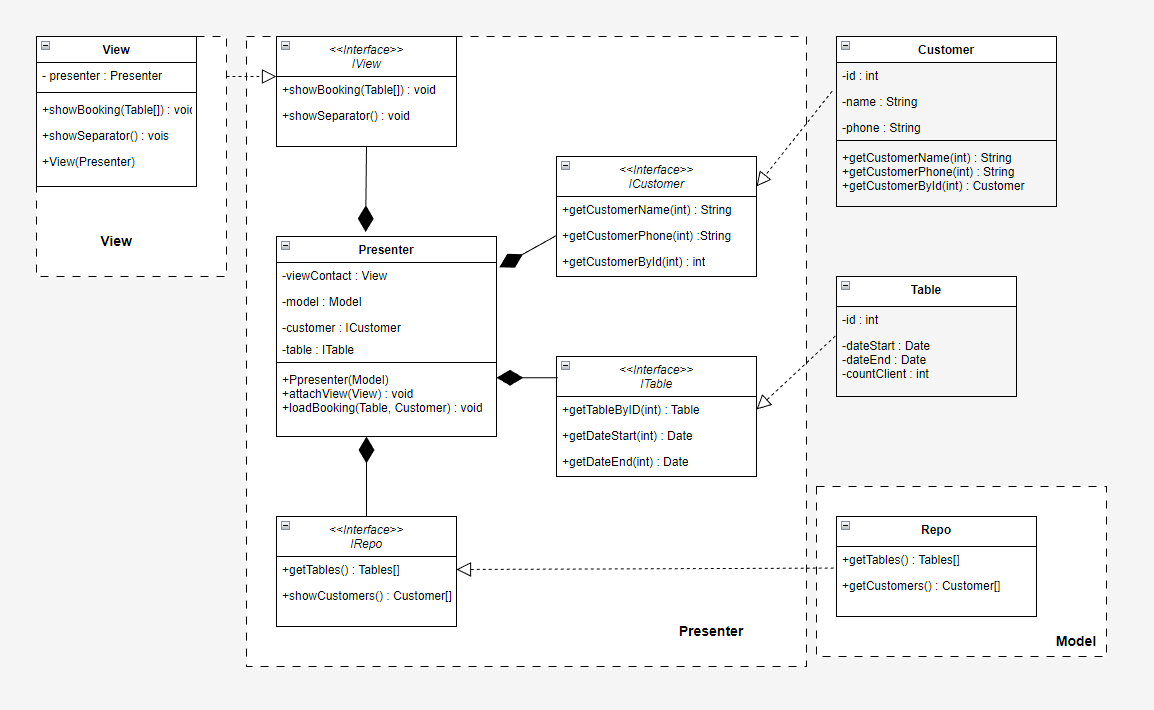 View
- presenter : Presenter
+showBooking(Table[]) : void
+showSeparator() : vois
+View(Presenter)
View
<<Interface>>
IView
+showBooking(Table[]) : void
+showSeparator() : void
<<Interface>>
ICustomer
+getCustomerName(int) : String
+getCustomerPhone(int) :String
+getCustomerById(int) : int
Customer
-id : int
-name : String
-phone : String
+getCustomerName(int) : String
+getCustomerPhone(int) : String
+getCustomerById(int) : Customer
Presenter
-viewContact : View
-model : Model
-customer : ICustomer
-table : ITable
+Ppresenter(Model)
+attachView(View) : void
+loadBooking(Table, Customer) : void
<<Interface>>
ITable
+getTableByID(int) : Table
+getDateStart(int) : Date
+getDateEnd(int) : Date
Table
-id : int
-dateStart : Date
-dateEnd : Date
-countClient : int
<<Interface>>
IRepo
+getTables() : Tables[]
+showCustomers() : Customer[]
Presenter
Repo
+getTables() : Tables[]
+getCustomers() : Customer[]
Model